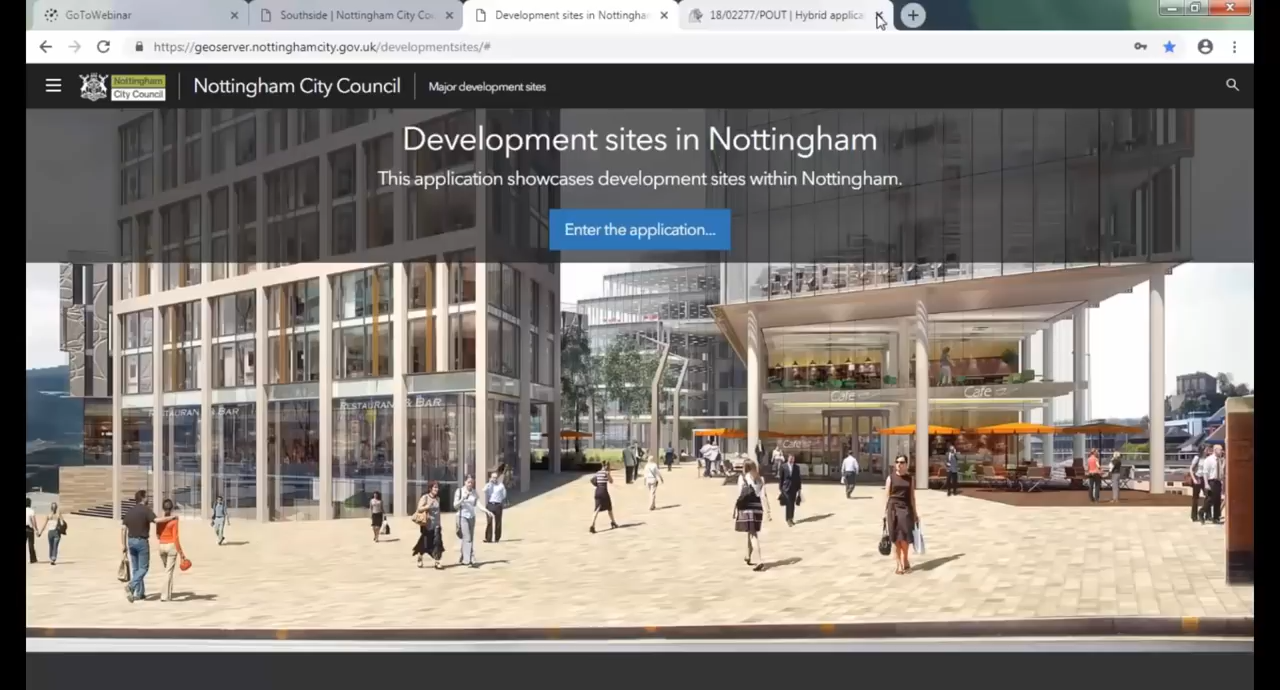 GoToWebinar
Southside | Nottingham City Co
Development sites in Nottingha
18/02277/POUT | Hybrid applica
https://geoserver.nottinghamcity.gov.uk/developmentsites/#
Nottingham
City Council
Nottingham City Council
Major development sites
Development sites in Nottingham
This application showcases development sites within Nottingham.
Enter the application...
RESTAURANT & BAR
RESTAURANT & BAR
Cafe
Cafe
Cafe